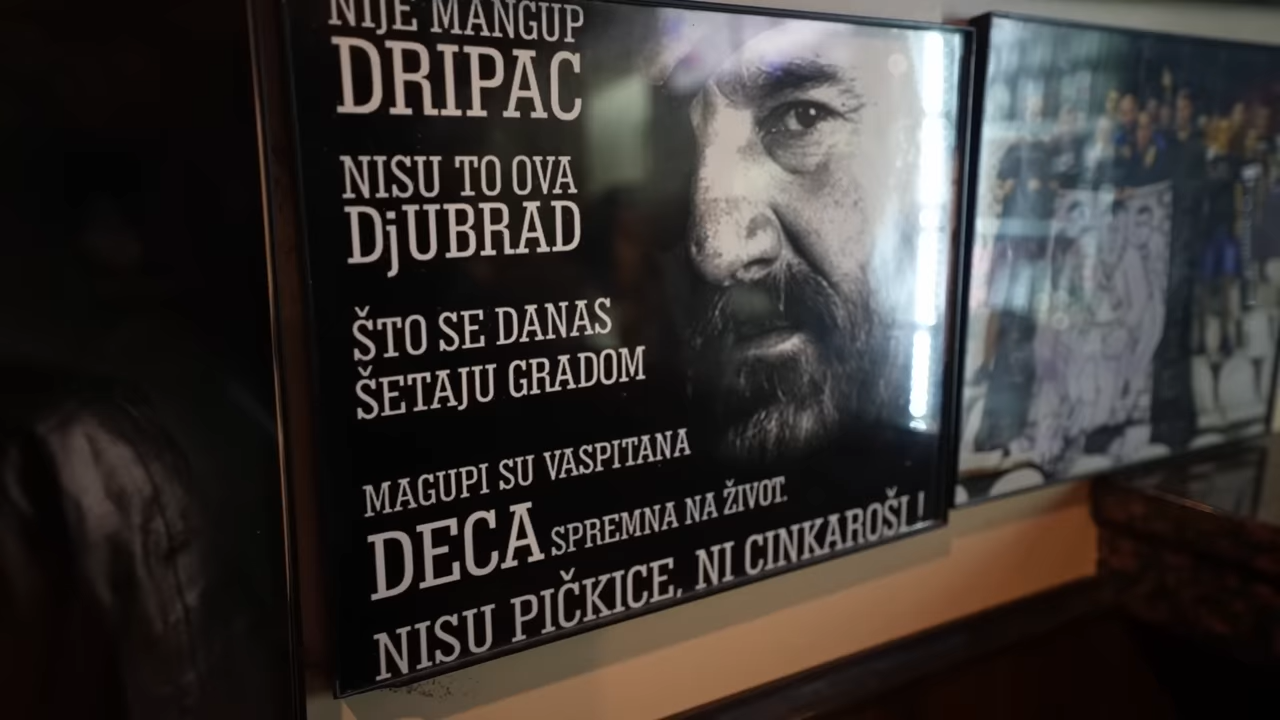 NIJE MANGUP
DRIPAC
NISU TO OVA
DjUBRAD
ŠTO SE DANAS
ŠETAJU GRADOM
MAGUPI SU VASPITANA
DECA SPREMNA NA ŽIVOT.
NISU PIČKICE, NI CINKAROŠI!